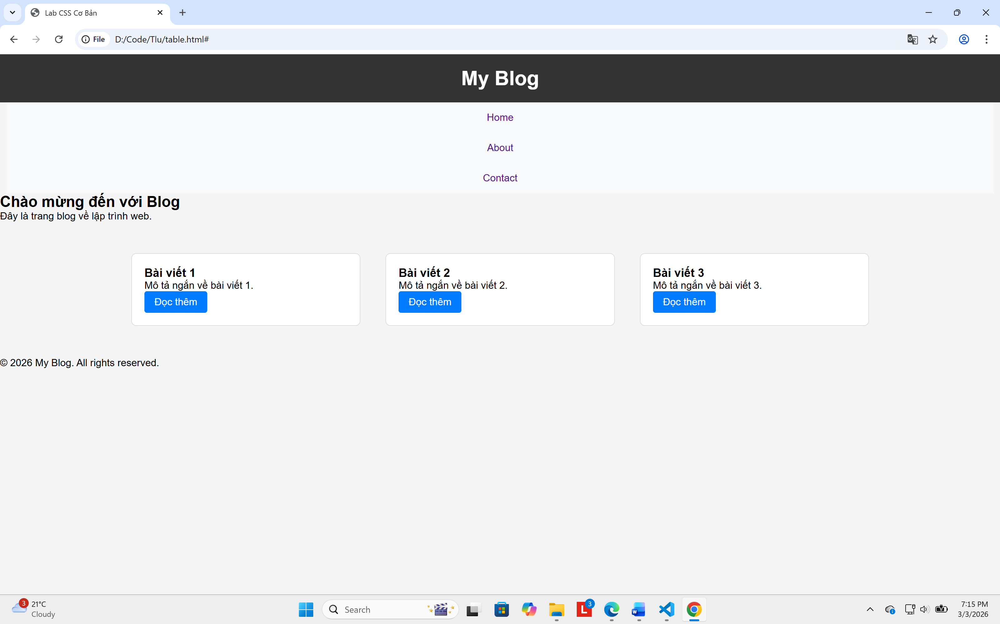 Lab CSS Cơ Bản
File
D:/Code/Tlu/table.html#
My Blog
Home
About
Contact
Chào mừng đến với Blog
Đây là trang blog về lập trình web.
Bài viết 1
Mô tả ngắn về bài viết 1.
Đọc thêm
Bài viết 2
Mô tả ngắn về bài viết 2.
Đọc thêm
Bài viết 3
Mô tả ngắn về bài viết 3.
Đọc thêm
© 2026 My Blog. All rights reserved.
3
21°C
Cloudy
Search
L
3
W
7:15 PM
3/3/2026